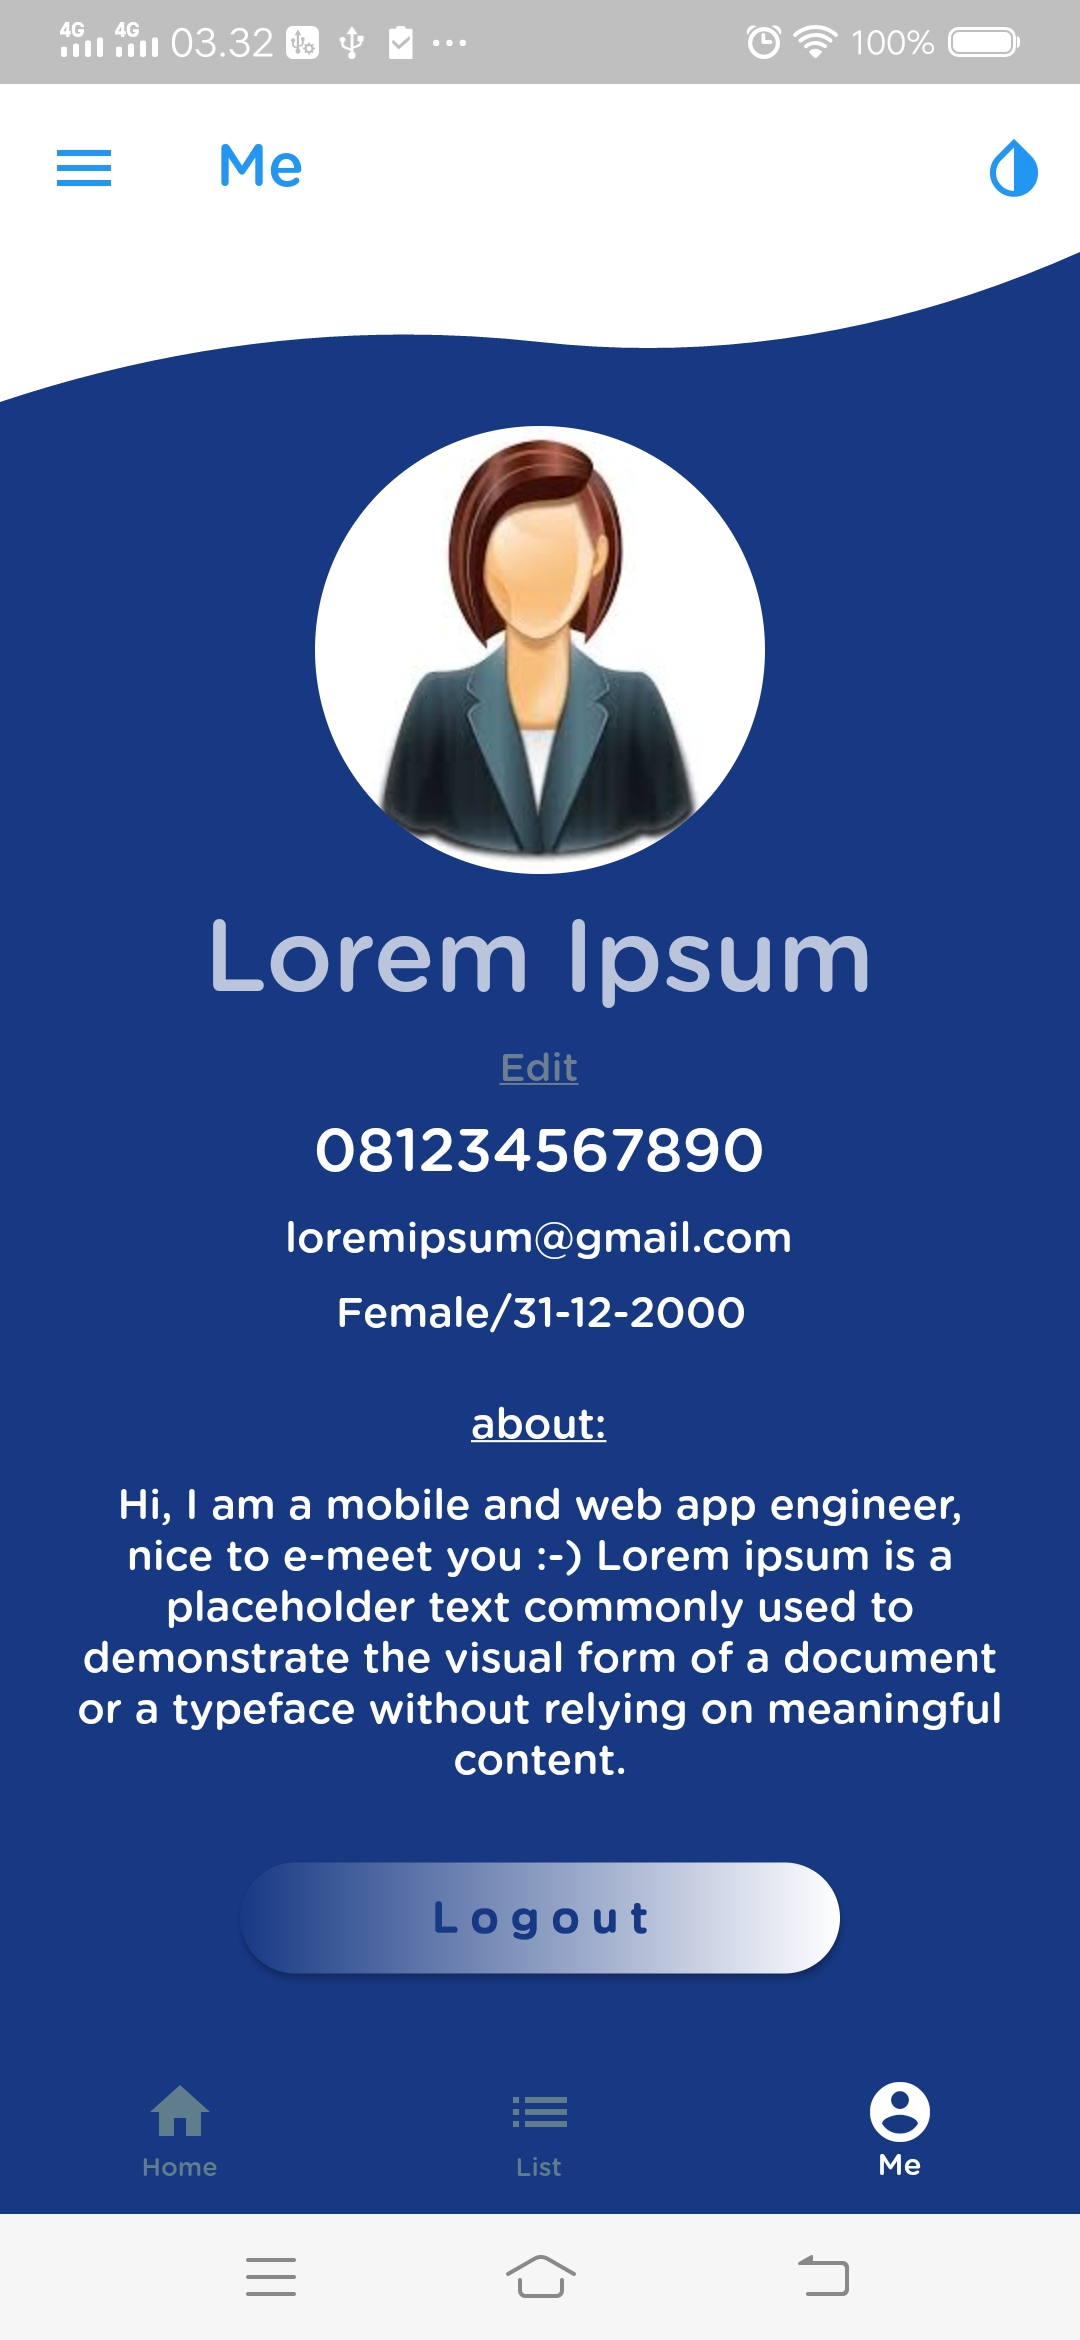 4G 4G 03.32 100%
Me
Lorem Ipsum
Edit
081234567890
loremipsum@gmail.com
Female/31-12-2000
about:
Hi, I am a mobile and web app engineer,
nice to e-meet you :-) Lorem ipsum is a
placeholder text commonly used to
demonstrate the visual form of a document
or a typeface without relying on meaningful
content.
Logout
Home List Me